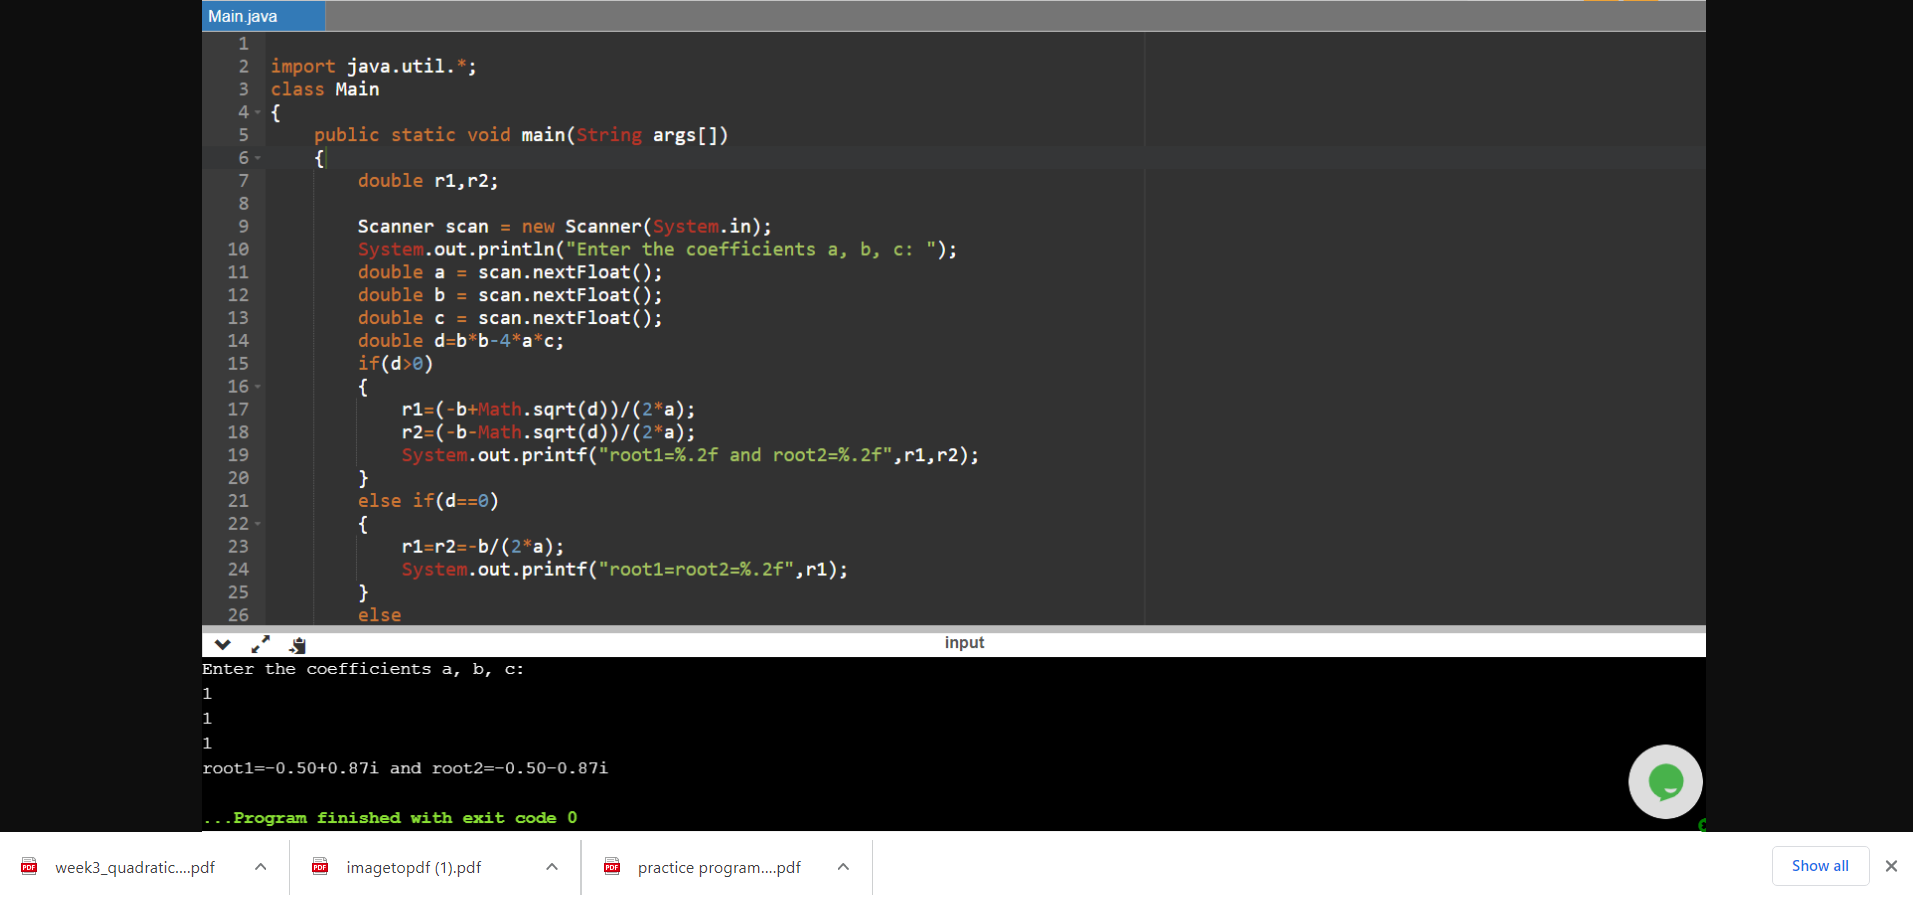 Main.java
1
2 import java.util.*;
3 class Main
4 {
5     public static void main(String args[])
6     {
7         double r1,r2;
8
9         Scanner scan = new Scanner(System.in);
10         System.out.println("Enter the coefficients a, b, c: ");
11         double a = scan.nextFloat();
12         double b = scan.nextFloat();
13         double c = scan.nextFloat();
14         double d=b*b-4*a*c;
15         if(d>0)
16         {
17             r1=(-b+Math.sqrt(d))/(2*a);
18             r2=(-b-Math.sqrt(d))/(2*a);
19             System.out.printf("root1=%.2f and root2=%.2f",r1,r2);
20         }
21         else if(d==0)
22         {
23             r1=r2=-b/(2*a);
24             System.out.printf("root1=root2=%.2f",r1);
25         }
26         else
input
Enter the coefficients a, b, c:
1
1
1
root1=-0.50+0.87i and root2=-0.50-0.87i
...Program finished with exit code 0
PDF week3_quadratic....pdf PDF imagetopdf (1).pdf PDF practice program....pdf Show all